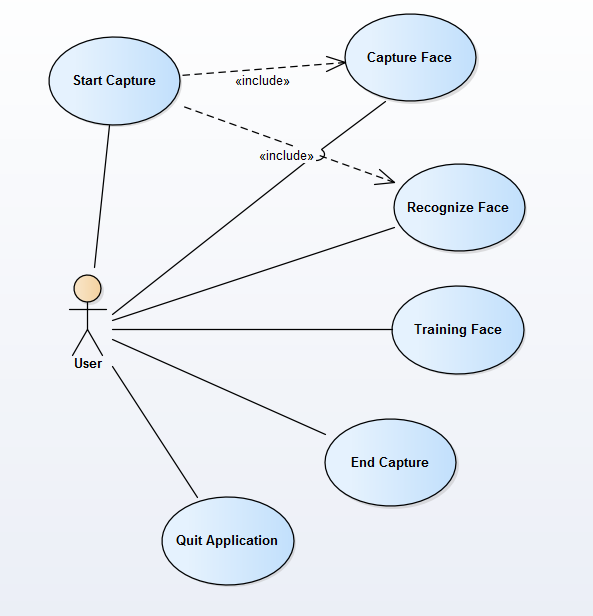 Capture Face
Start Capture
«include»
«include»
Recognize Face
Training Face
User
End Capture
Quit Application